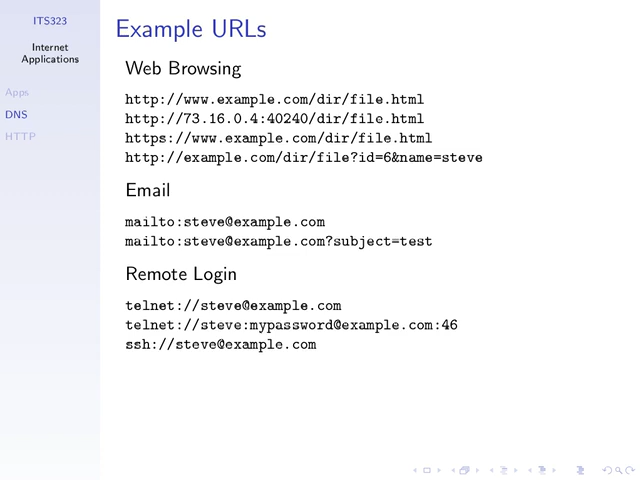 ITS323
Internet
Applications
Apps
DNS
HTTP
Example URLs
Web Browsing
http://www.example.com/dir/file.html
http://73.16.0.4:40240/dir/file.html
https://www.example.com/dir/file.html
http://example.com/dir/file?id=6&name=steve
Email
mailto:steve@example.com
mailto:steve@example.com?subject=test
Remote Login
telnet://steve@example.com
telnet://steve:mypassword@example.com:46
ssh://steve@example.com